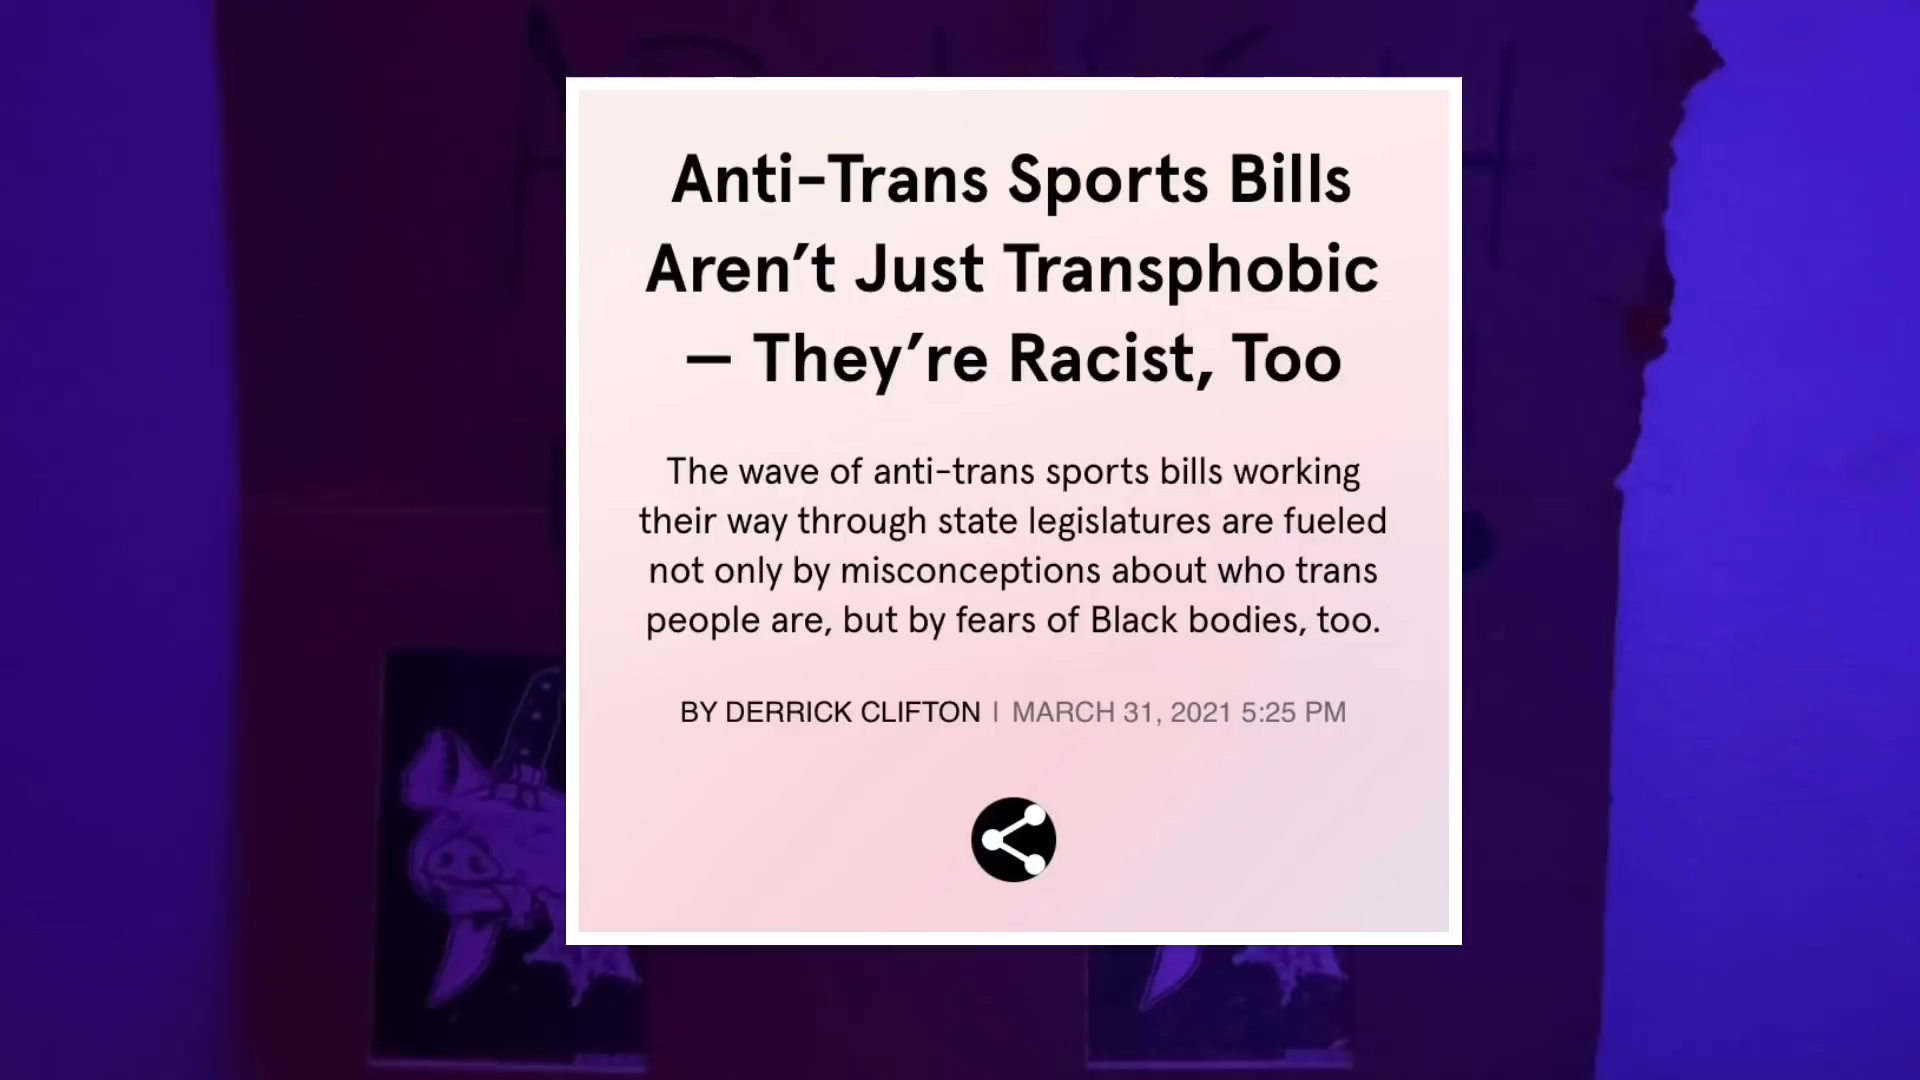 Anti-Trans Sports Bills
Aren’t Just Transphobic
— They’re Racist, Too
The wave of anti-trans sports bills working
their way through state legislatures are fueled
not only by misconceptions about who trans
people are, but by fears of Black bodies, too.
BY DERRICK CLIFTON | MARCH 31, 2021 5:25 PM